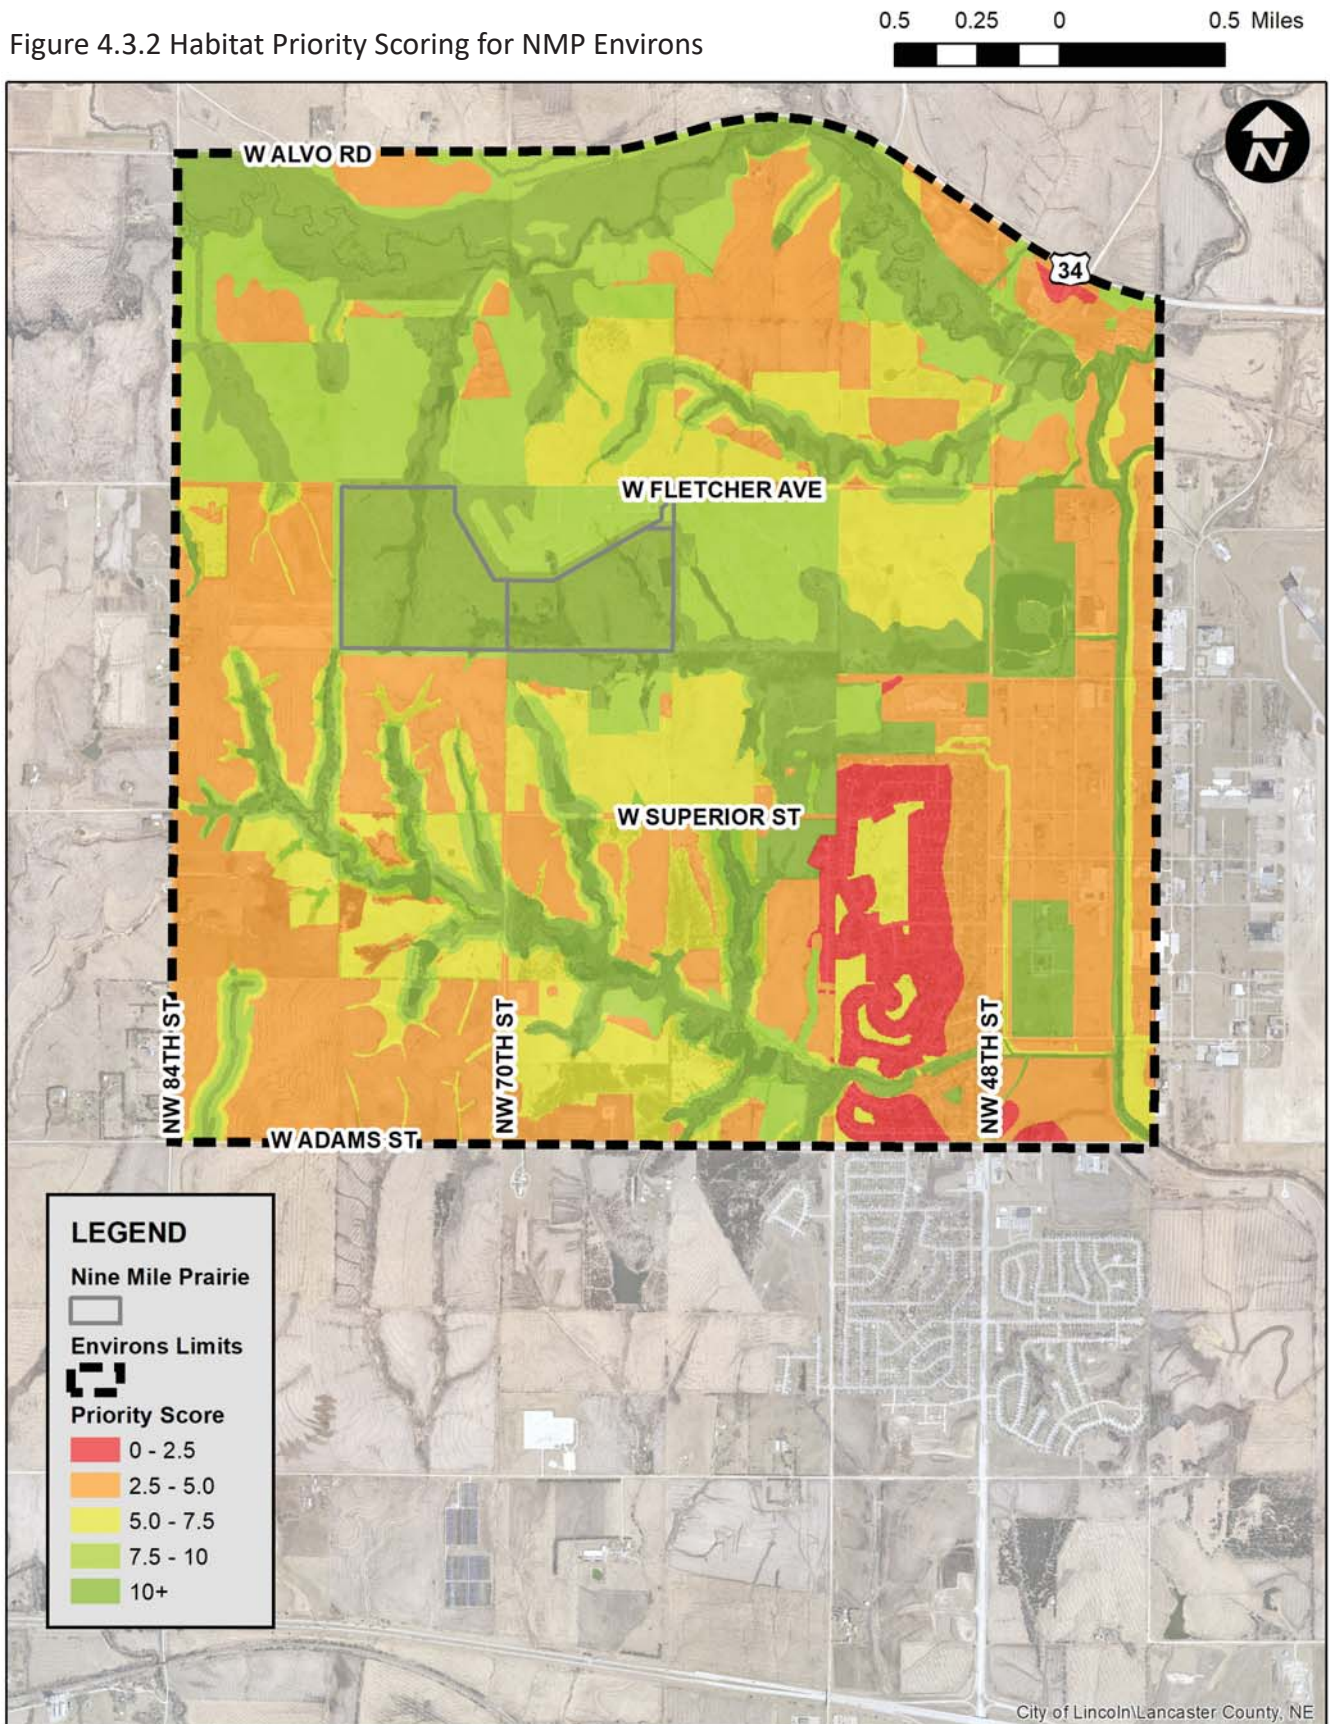 Figure 4.3.2 Habitat Priority Scoring for NMP Environs
0.5 0.25 0 0.5 Miles
N
W ALVO RD
34
W FLETCHER AVE
W SUPERIOR ST
NW 84TH ST
NW 70TH ST
NW 48TH ST
W ADAMS ST
LEGEND
Nine Mile Prairie
Environs Limits
Priority Score
0 - 2.5
2.5 - 5.0
5.0 - 7.5
7.5 - 10
10+
City of Lincoln\Lancaster County, NE